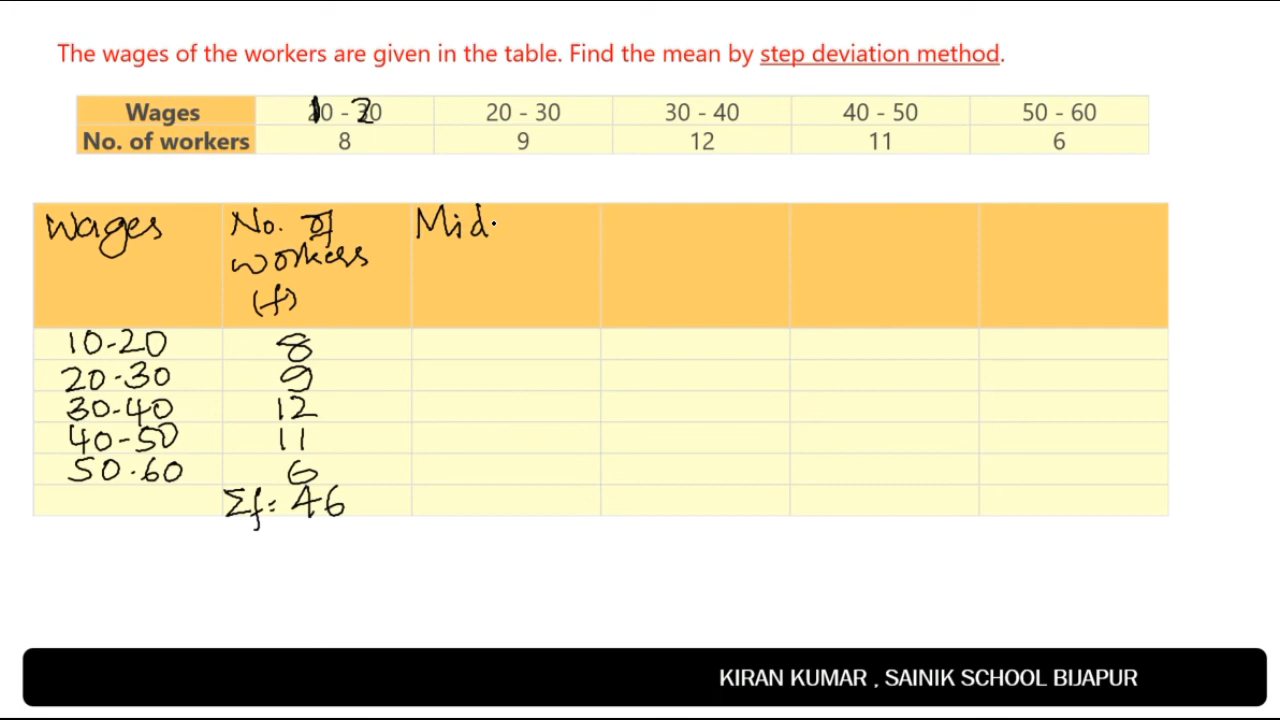 The wages of the workers are given in the table. Find the mean by step deviation method.
Wages 10 - 20 20 - 30 30 - 40 40 - 50 50 - 60
No. of workers 8 9 12 11 6
Wages No. of Mid
workers
(f)
10-20 8
20-30 9
30-40 12
40-50 11
50-60 6
Σf= 46
KIRAN KUMAR , SAINIK SCHOOL BIJAPUR